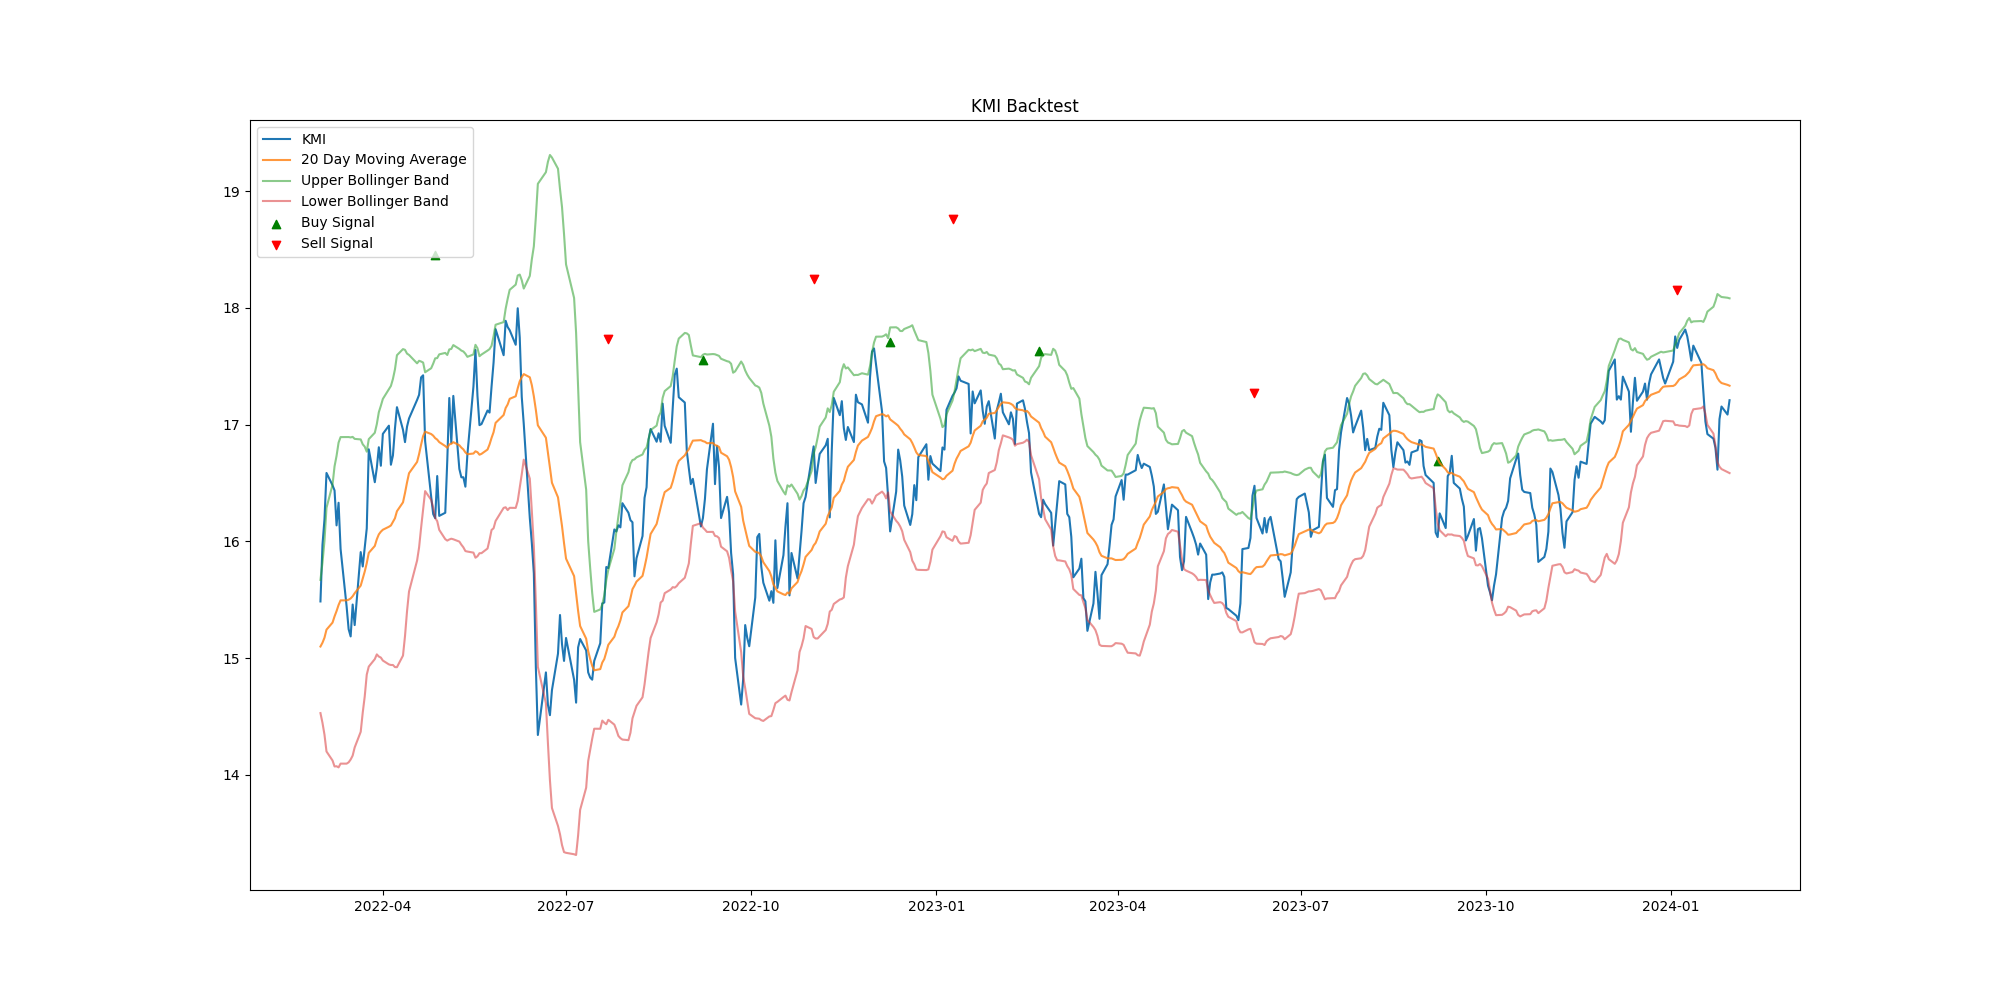 KMI Backtest
KMI
20 Day Moving Average
Upper Bollinger Band
Lower Bollinger Band
Buy Signal
Sell Signal
19
18
17
16
15
14
2022-04
2022-07
2022-10
2023-01
2023-04
2023-07
2023-10
2024-01